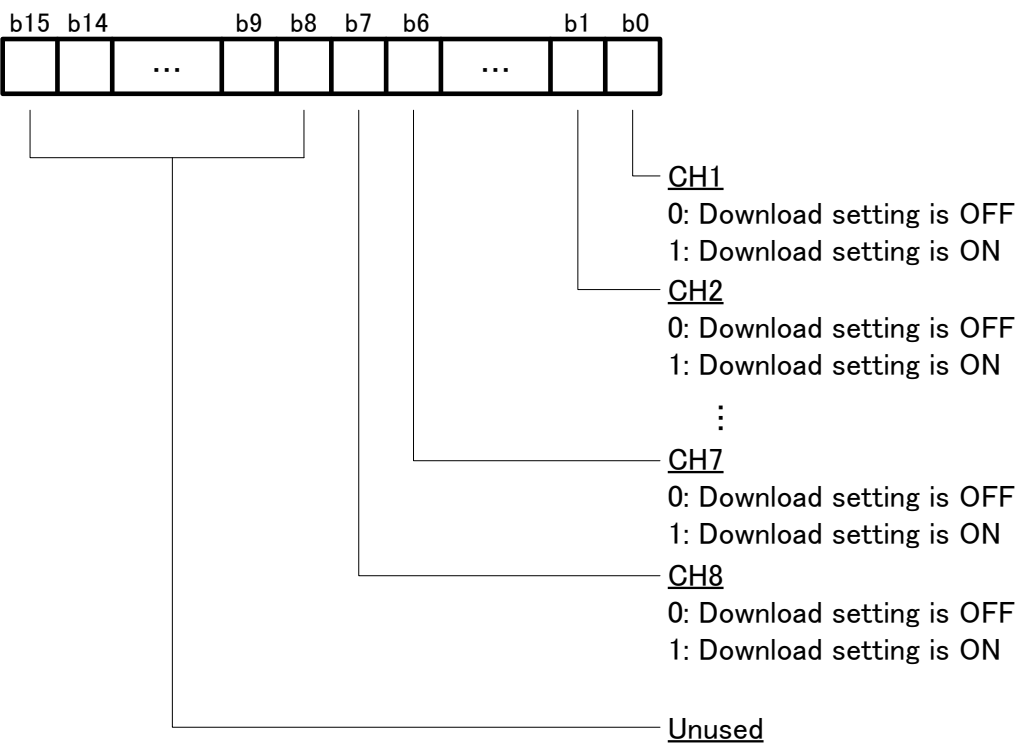 b15 b14 b9 b8 b7 b6 b1 b0
… …
CH1
0: Download setting is OFF
1: Download setting is ON
CH2
0: Download setting is OFF
1: Download setting is ON
⋮
CH7
0: Download setting is OFF
1: Download setting is ON
CH8
0: Download setting is OFF
1: Download setting is ON
Unused